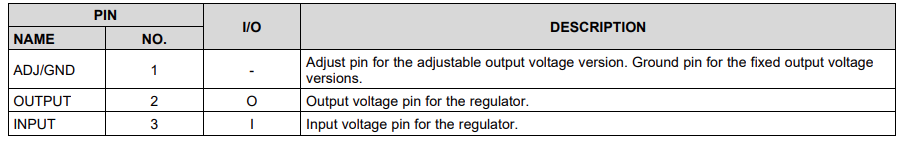 PIN
I/O
DESCRIPTION
NAME
NO.
ADJ/GND
1
-
Adjust pin for the adjustable output voltage version. Ground pin for the fixed output voltage
versions.
OUTPUT
2
O
Output voltage pin for the regulator.
INPUT
3
I
Input voltage pin for the regulator.